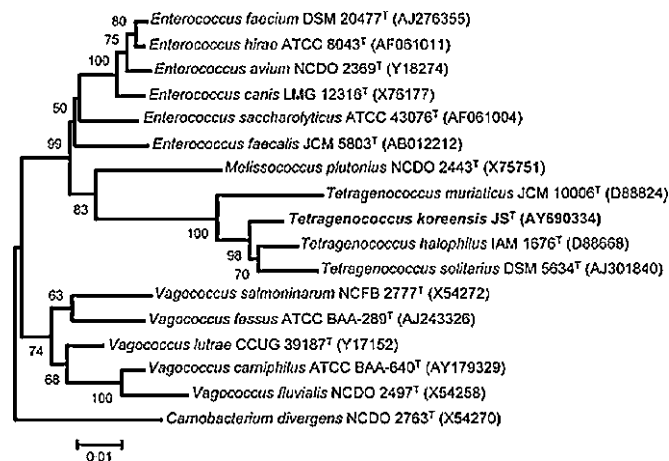 80 Enterococcus faecium DSM 20477T (AJ276355)
75 Enterococcus hirae ATCC 8043T (AF061011)
100 Enterococcus avium NCDO 2369T (Y18274)
Enterococcus canis LMG 12316T (X76177)
50 Enterococcus saccharolyticus ATCC 43076T (AF061004)
99 Enterococcus faecalis JCM 5803T (AB012212)
Melissococcus plutonius NCDO 2443T (X75751)
83 Tetragenococcus muriaticus JCM 10006T (D88824)
100 Tetragenococcus koreensis JST (AY690334)
98 Tetragenococcus halophilus IAM 1676T (D88668)
70 Tetragenococcus solitarius DSM 5634T (AJ301840)
63 Vagococcus salmoninarum NCFB 2777T (X54272)
Vagococcus fessus ATCC BAA-289T (AJ243326)
74 Vagococcus lutrae CCUG 39187T (Y17152)
68 Vagococcus carniphilus ATCC BAA-640T (AY179329)
100 Vagococcus fluvialis NCDO 2497T (X54258)
Carnobacterium divergens NCDO 2763T (X54270)
0·01